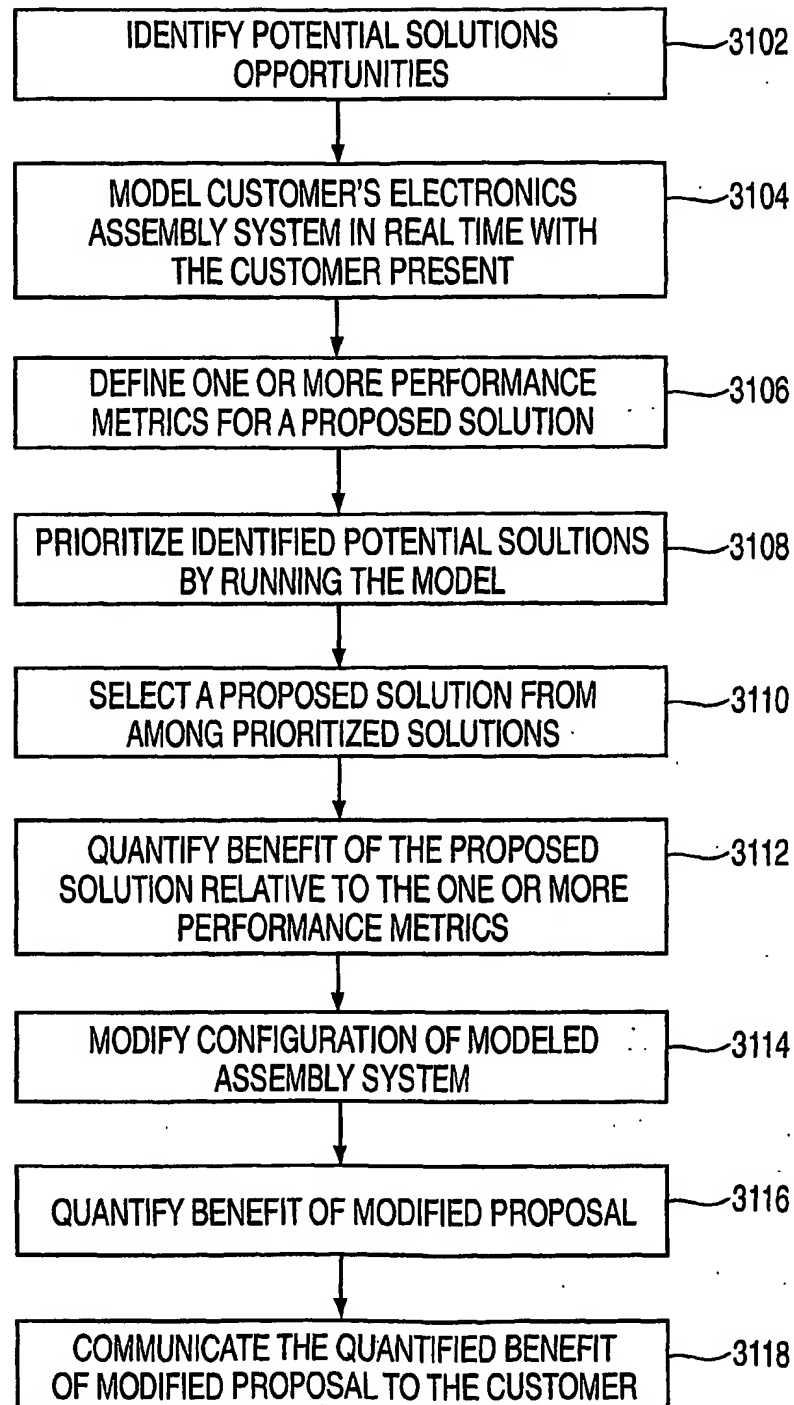 IDENTIFY POTENTIAL SOLUTIONS
OPPORTUNITIES
3102
MODEL CUSTOMER'S ELECTRONICS
ASSEMBLY SYSTEM IN REAL TIME WITH
THE CUSTOMER PRESENT
3104
DEFINE ONE OR MORE PERFORMANCE
METRICS FOR A PROPOSED SOLUTION
3106
PRIORITIZE IDENTIFIED POTENTIAL SOULTIONS
BY RUNNING THE MODEL
3108
SELECT A PROPOSED SOLUTION FROM
AMONG PRIORITIZED SOLUTIONS
3110
QUANTIFY BENEFIT OF THE PROPOSED
SOLUTION RELATIVE TO THE ONE OR MORE
PERFORMANCE METRICS
3112
MODIFY CONFIGURATION OF MODELED
ASSEMBLY SYSTEM
3114
QUANTIFY BENEFIT OF MODIFIED PROPOSAL
3116
COMMUNICATE THE QUANTIFIED BENEFIT
OF MODIFIED PROPOSAL TO THE CUSTOMER
3118